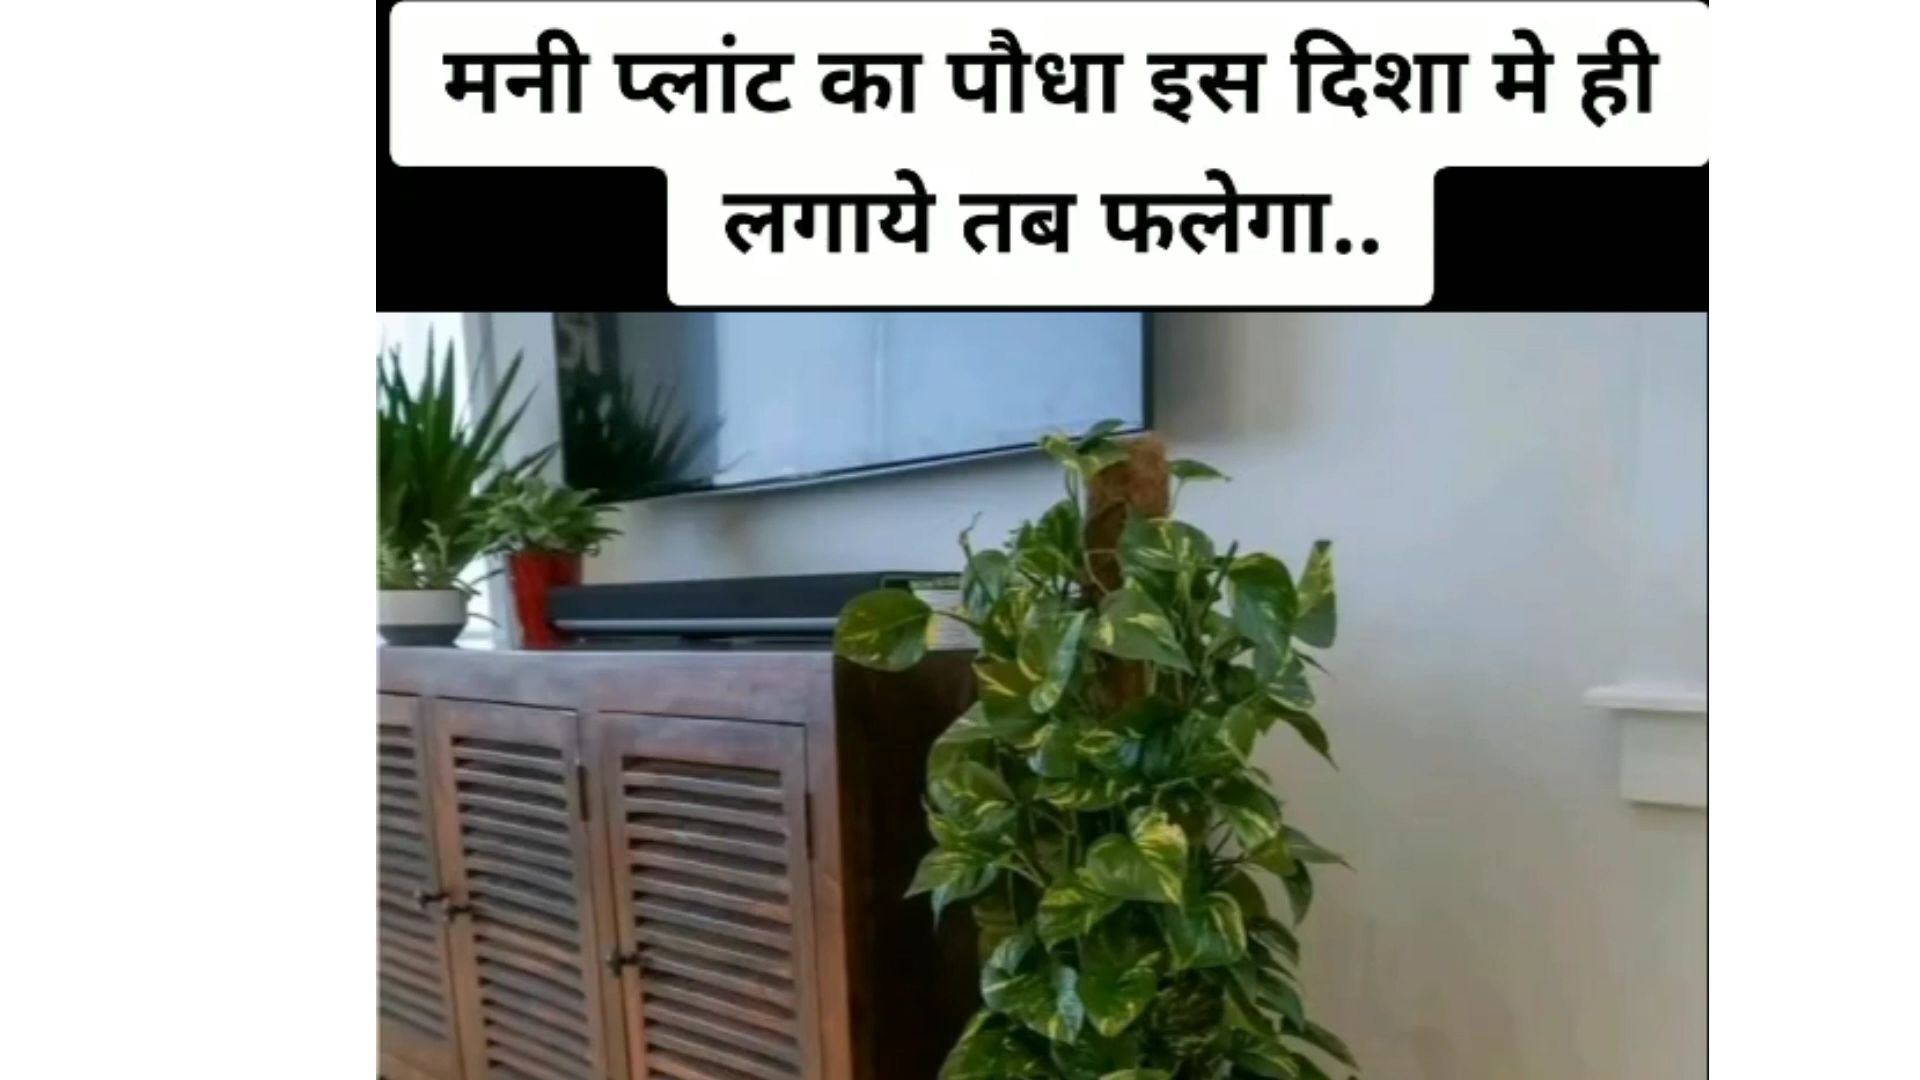 मनी प्लांट का पौधा इस दिशा मे ही
लगाये तब फलेगा..